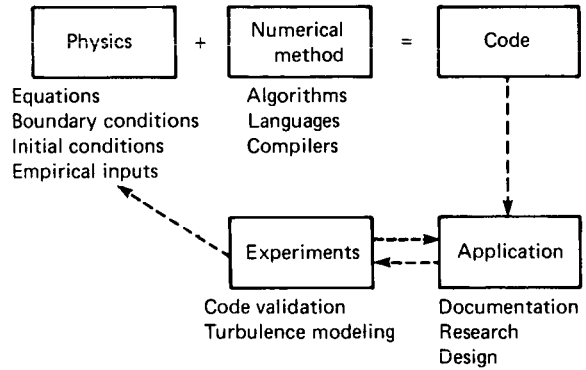 Physics + Numerical method = Code
Equations
Boundary conditions
Initial conditions
Empirical inputs
Algorithms
Languages
Compilers
Experiments
Application
Code validation
Turbulence modeling
Documentation
Research
Design